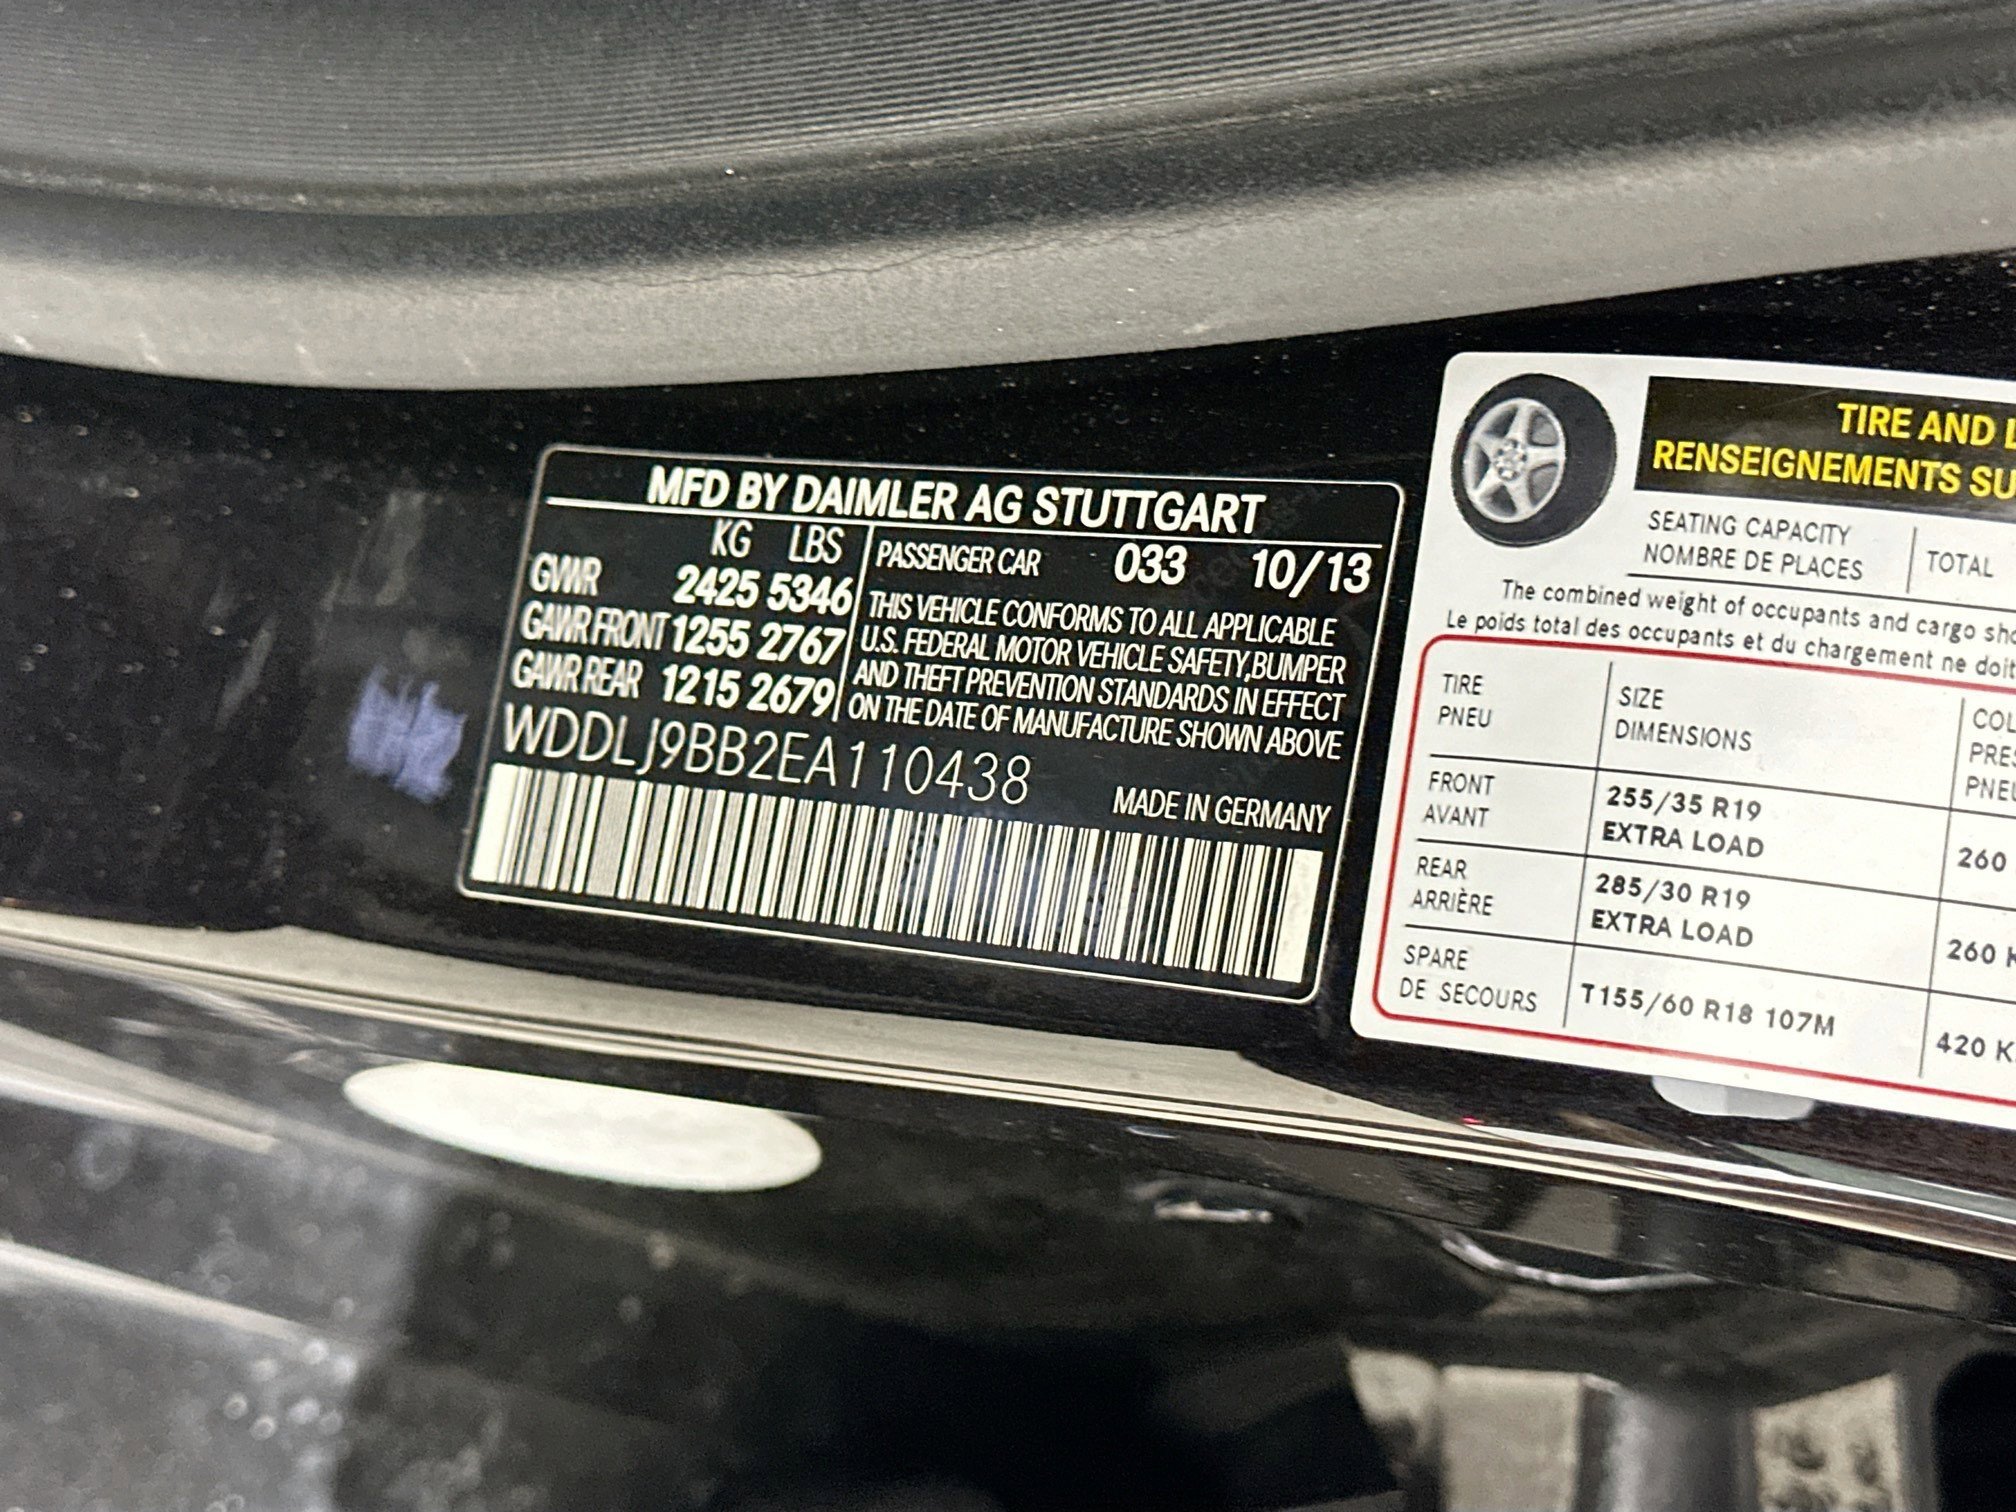 MFD BY DAIMLER AG STUTTGART
KG LBS
GVWR 2425 5346
GAWR FRONT 1255 2767
GAWR REAR 1215 2679
PASSENGER CAR 033 10/13
THIS VEHICLE CONFORMS TO ALL APPLICABLE
U.S. FEDERAL MOTOR VEHICLE SAFETY,BUMPER
AND THEFT PREVENTION STANDARDS IN EFFECT
ON THE DATE OF MANUFACTURE SHOWN ABOVE
WDDLJ9BB2EA110438
MADE IN GERMANY
TIRE AND L
RENSEIGNEMENTS SU
SEATING CAPACITY
NOMBRE DE PLACES
TOTAL
The combined weight of occupants and cargo sho
Le poids total des occupants et du chargement ne doit
TIRE
PNEU
SIZE
DIMENSIONS
COL
PRES
PNEU
FRONT
AVANT
255/35 R19
EXTRA LOAD
260
REAR
ARRIÈRE
285/30 R19
EXTRA LOAD
260 K
SPARE
DE SECOURS
T155/60 R18 107M
420 K